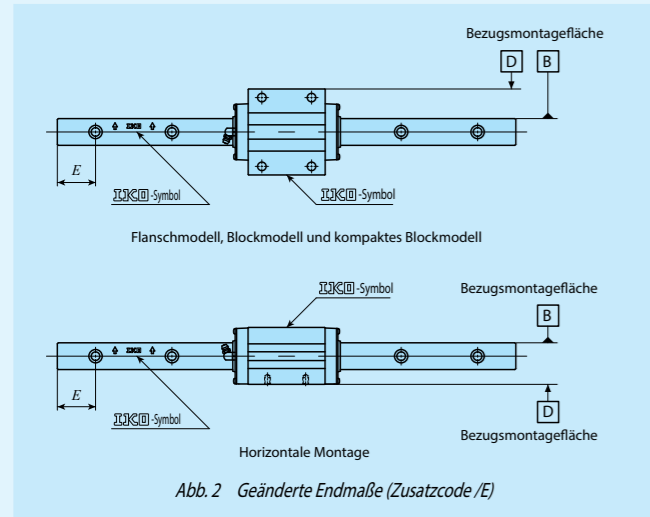 Bezugsmontagefläche
D B
E
IKO-Symbol IKO-Symbol
Flanschmodell, Blockmodell und kompaktes Blockmodell
IKO-Symbol Bezugsmontagefläche
B
E
IKO-Symbol D
Bezugsmontagefläche
Horizontale Montage
Abb. 2 Geänderte Endmaße (Zusatzcode /E)